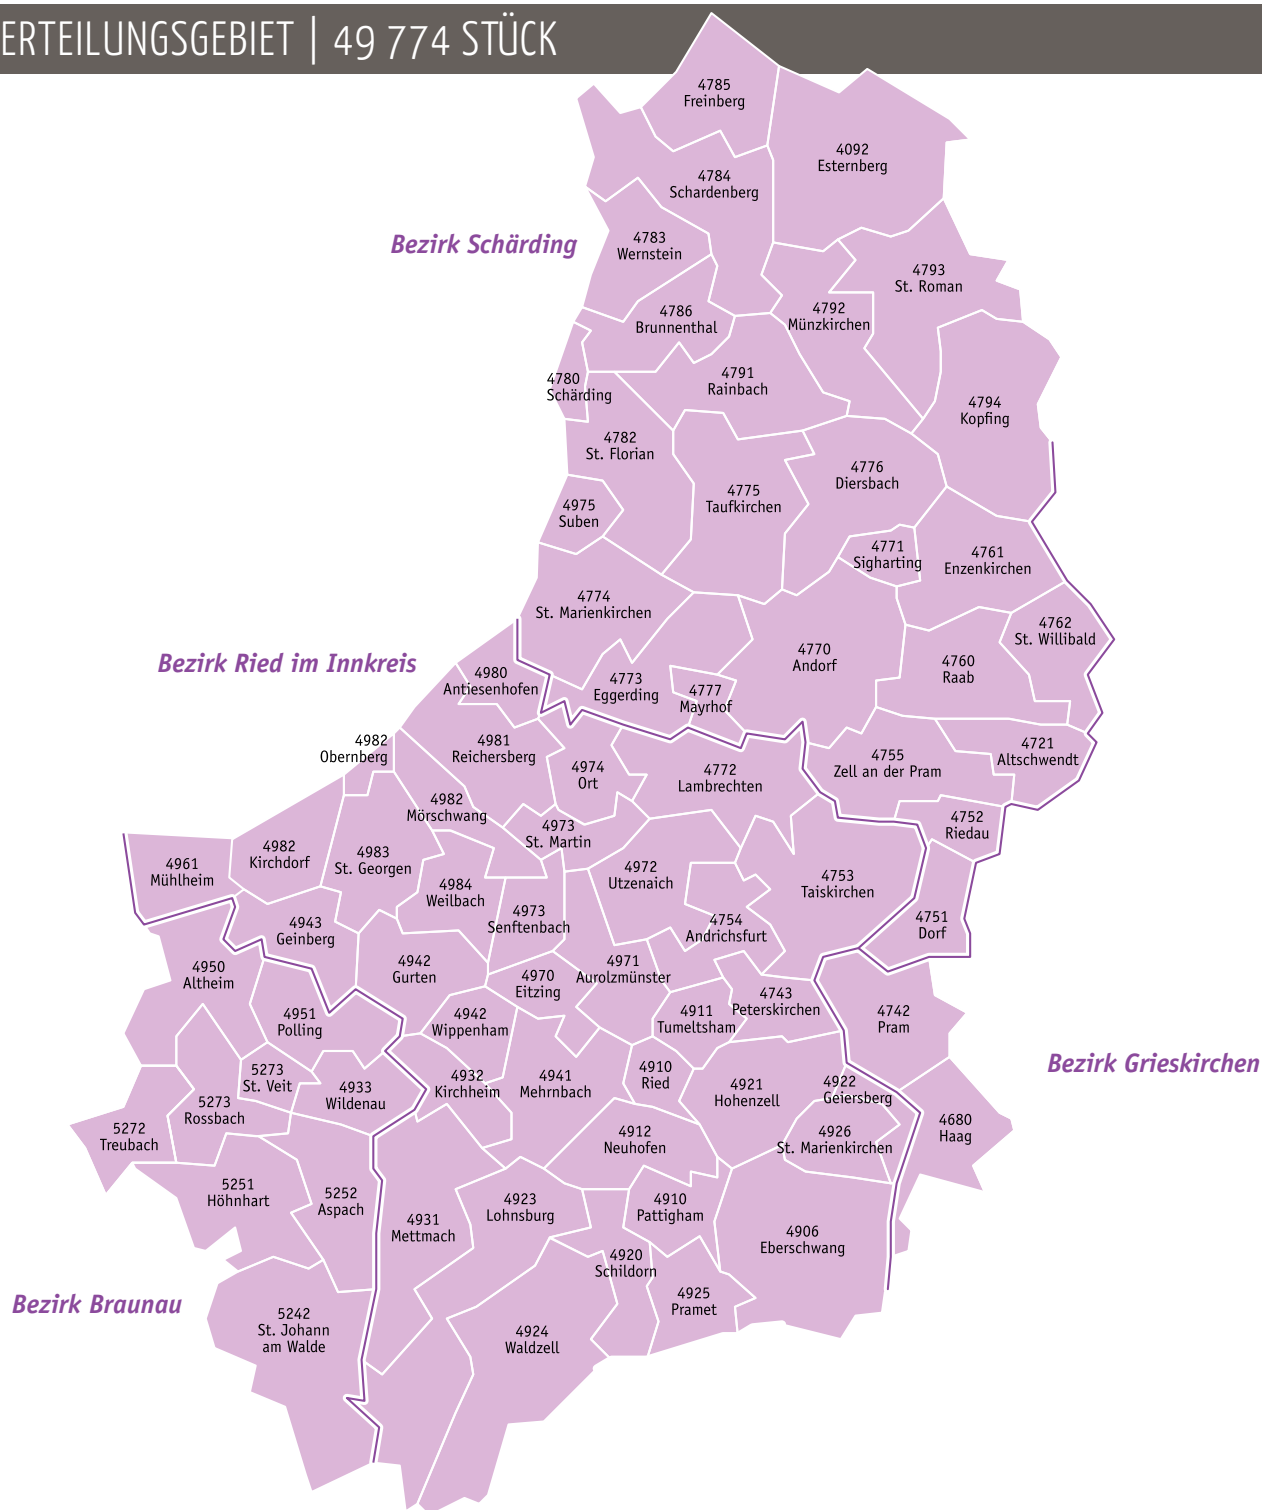 ERTEILUNGSGEBIET | 49 774 STÜCK
4785
Freinberg
4092
Esternberg
4784
Schardenberg
Bezirk Schärding
4783
Wernstein
4793
St. Roman
4786
Brunnenthal
4792
Münzkirchen
4791
Rainbach
4780
Schärding
4794
Kopfing
4782
St. Florian
4776
Diersbach
4775
Taufkirchen
4975
Suben
4771
Sigharting
4761
Enzenkirchen
4774
St. Marienkirchen
4762
St. Willibald
Bezirk Ried im Innkreis
4770
Andorf
4760
Raab
4980
Antiesenhofen
4773
Eggerding
4777
Mayrhof
4982
Obernberg
4981
Reichersberg
4974
Ort
4772
Lambrechten
4755
Zell an der Pram
4721
Altschwendt
4982
Mörschwang
4752
Riedau
4973
St. Martin
4982
Kirchdorf
4961
Mühlheim
4983
St. Georgen
4972
Utzenaich
4753
Taiskirchen
4984
Weilbach
4973
Senftenbach
4754
Andrichsfurt
4751
Dorf
4943
Geinberg
4950
Altheim
4942
Gurten
4970
Eitzing
4971
Aurolzmünster
4743
Peterskirchen
4951
Polling
4942
Wippenham
4911
Tumeltsham
4742
Pram
Bezirk Grieskirchen
5273
St. Veit
4933
Wildenau
4932
Kirchheim
4941
Mehrnbach
4910
Ried
4921
Hohenzell
4922
Geiersberg
5273
Rossbach
5272
Treubach
4912
Neuhofen
4926
St. Marienkirchen
4680
Haag
5251
Höhnhart
5252
Aspach
4931
Mettmach
4923
Lohnsburg
4910
Pattigham
4906
Eberschwang
4920
Schildorn
Bezirk Braunau
4925
Pramet
5242
St. Johann
am Walde
4924
Waldzell